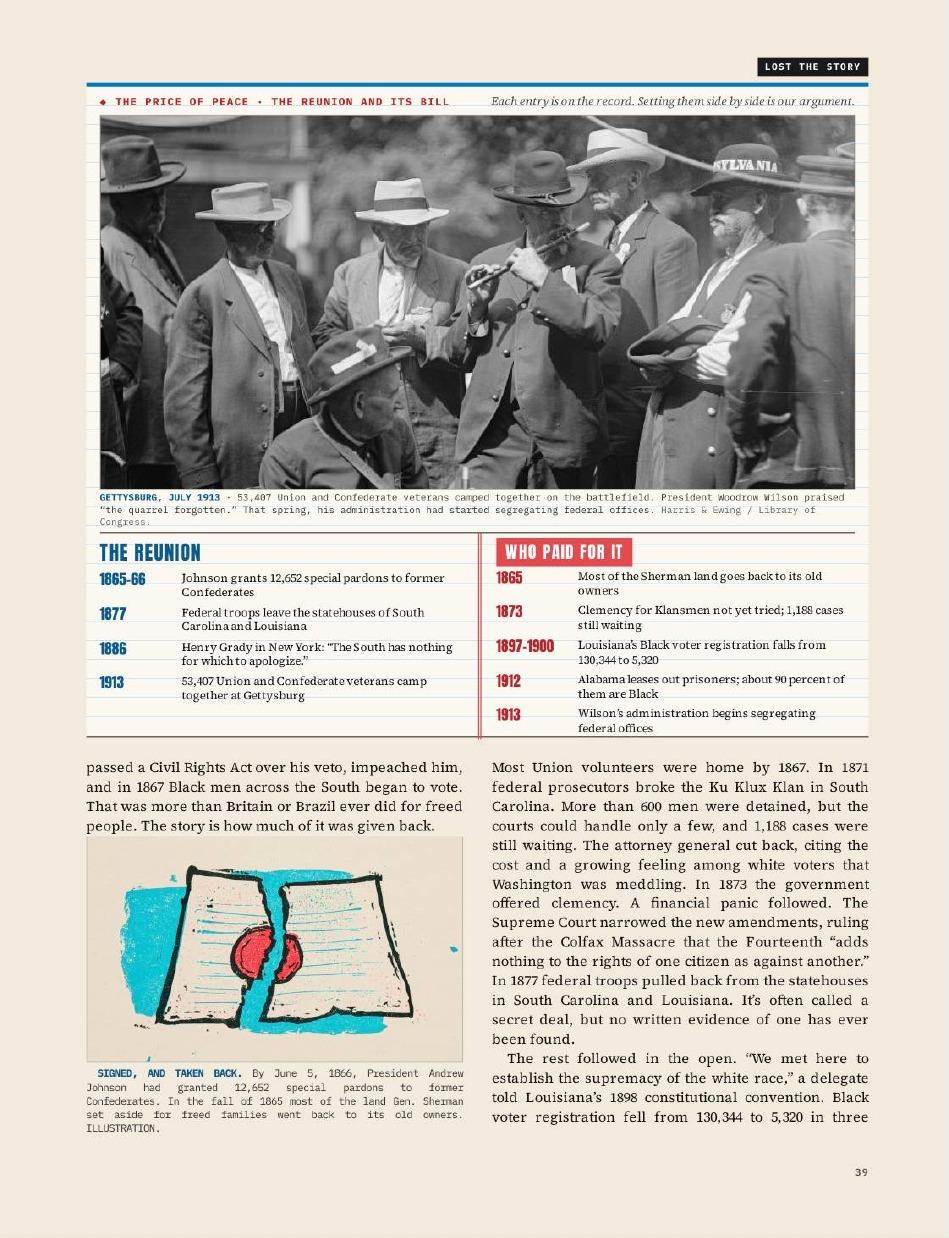 LOST THE STORY
◆ THE PRICE OF PEACE · THE REUNION AND ITS BILL
Each entry is on the record. Setting them side by side is our argument.
SYLVANIA
GETTYSBURG, JULY 1913 · 53,407 Union and Confederate veterans camped together on the battlefield. President Woodrow Wilson praised
“the quarrel forgotten.” That spring, his administration had started segregating federal offices. Harris & Ewing / Library of
Congress.
THE REUNION
1865-66 Johnson grants 12,652 special pardons to former
Confederates
1877 Federal troops leave the statehouses of South
Carolina and Louisiana
1886 Henry Grady in New York: “The South has nothing
for which to apologize.”
1913 53,407 Union and Confederate veterans camp
together at Gettysburg
WHO PAID FOR IT
1865 Most of the Sherman land goes back to its old
owners
1873 Clemency for Klansmen not yet tried; 1,188 cases
still waiting
1897-1900 Louisiana’s Black voter registration falls from
130,344 to 5,320
1912 Alabama leases out prisoners; about 90 percent of
them are Black
1913 Wilson’s administration begins segregating
federal offices
passed a Civil Rights Act over his veto, impeached him,
and in 1867 Black men across the South began to vote.
That was more than Britain or Brazil ever did for freed
people. The story is how much of it was given back.
SIGNED, AND TAKEN BACK. By June 5, 1866, President Andrew
Johnson had granted 12,652 special pardons to former
Confederates. In the fall of 1865 most of the land Gen. Sherman
set aside for freed families went back to its old owners.
ILLUSTRATION.
Most Union volunteers were home by 1867. In 1871
federal prosecutors broke the Ku Klux Klan in South
Carolina. More than 600 men were detained, but the
courts could handle only a few, and 1,188 cases were
still waiting. The attorney general cut back, citing the
cost and a growing feeling among white voters that
Washington was meddling. In 1873 the government
offered clemency. A financial panic followed. The
Supreme Court narrowed the new amendments, ruling
after the Colfax Massacre that the Fourteenth “adds
nothing to the rights of one citizen as against another.”
In 1877 federal troops pulled back from the statehouses
in South Carolina and Louisiana. It’s often called a
secret deal, but no written evidence of one has ever
been found.
The rest followed in the open. “We met here to
establish the supremacy of the white race,” a delegate
told Louisiana’s 1898 constitutional convention. Black
voter registration fell from 130,344 to 5,320 in three
39